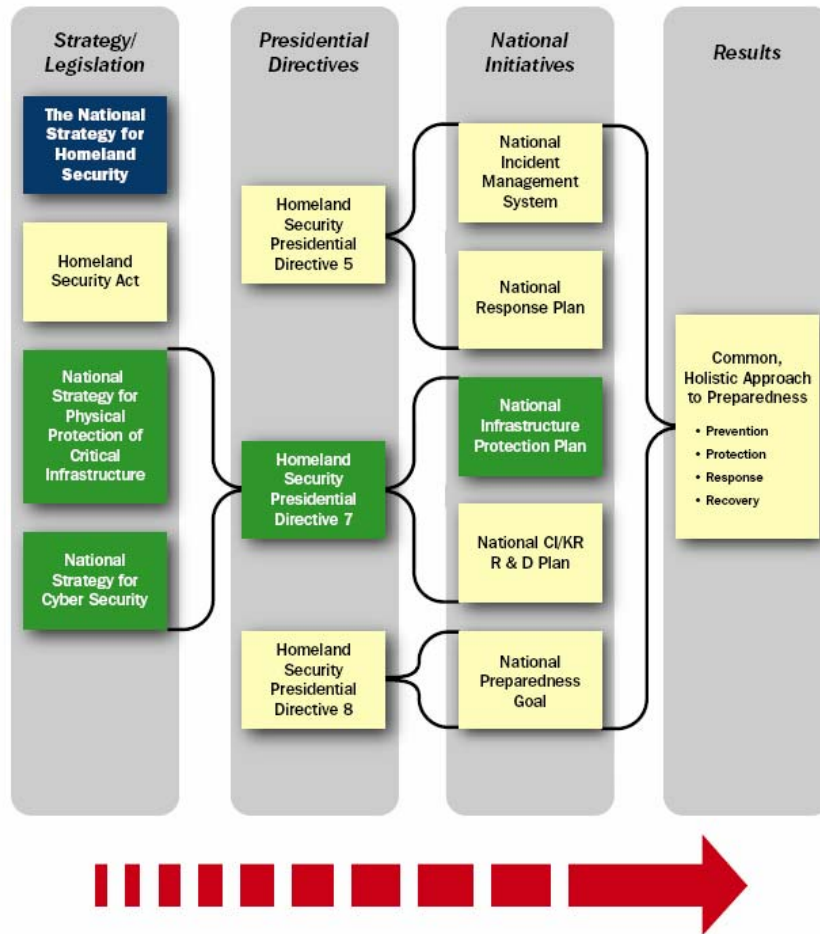 Strategy/
Legislation
The National
Strategy for
Homeland
Security
Homeland
Security Act
National
Strategy for
Physical
Protection of
Critical
Infrastructure
National
Strategy for
Cyber Security
Presidential
Directives
Homeland
Security
Presidential
Directive 5
Homeland
Security
Presidential
Directive 7
Homeland
Security
Presidential
Directive 8
National
Initiatives
National
Incident
Management
System
National
Response Plan
National
Infrastructure
Protection Plan
National CI/KR
R & D Plan
National
Preparedness
Goal
Results
Common,
Holistic Approach
to Preparedness
• Prevention
• Protection
• Response
• Recovery